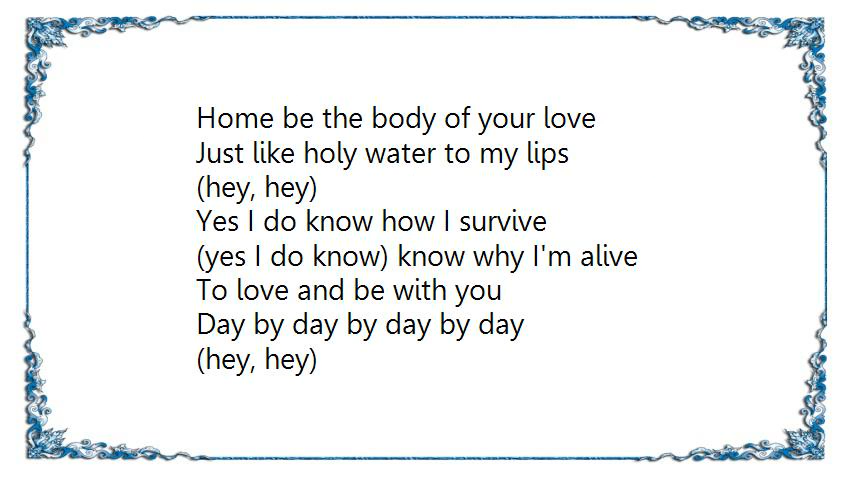 Home be the body of your love
Just like holy water to my lips
(hey, hey)
Yes I do know how I survive
(yes I do know) know why I'm alive
To love and be with you
Day by day by day by day
(hey, hey)